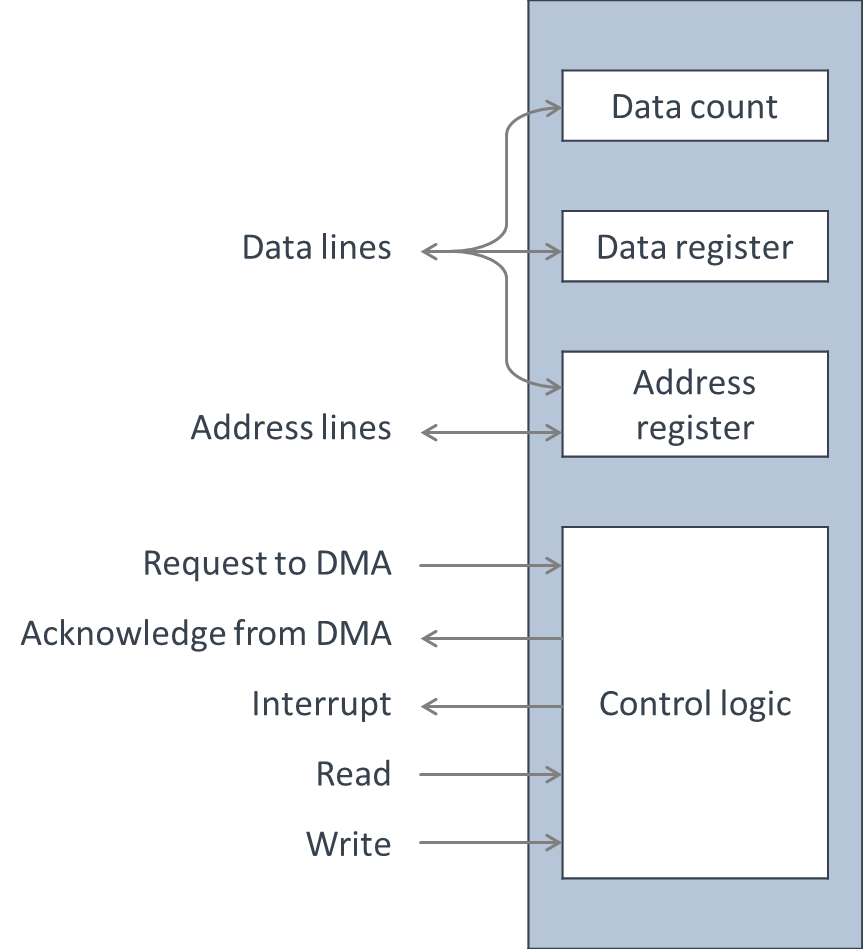 Data count
Data lines
Data register
Address
register
Address lines
Request to DMA
Acknowledge from DMA
Interrupt
Control logic
Read
Write